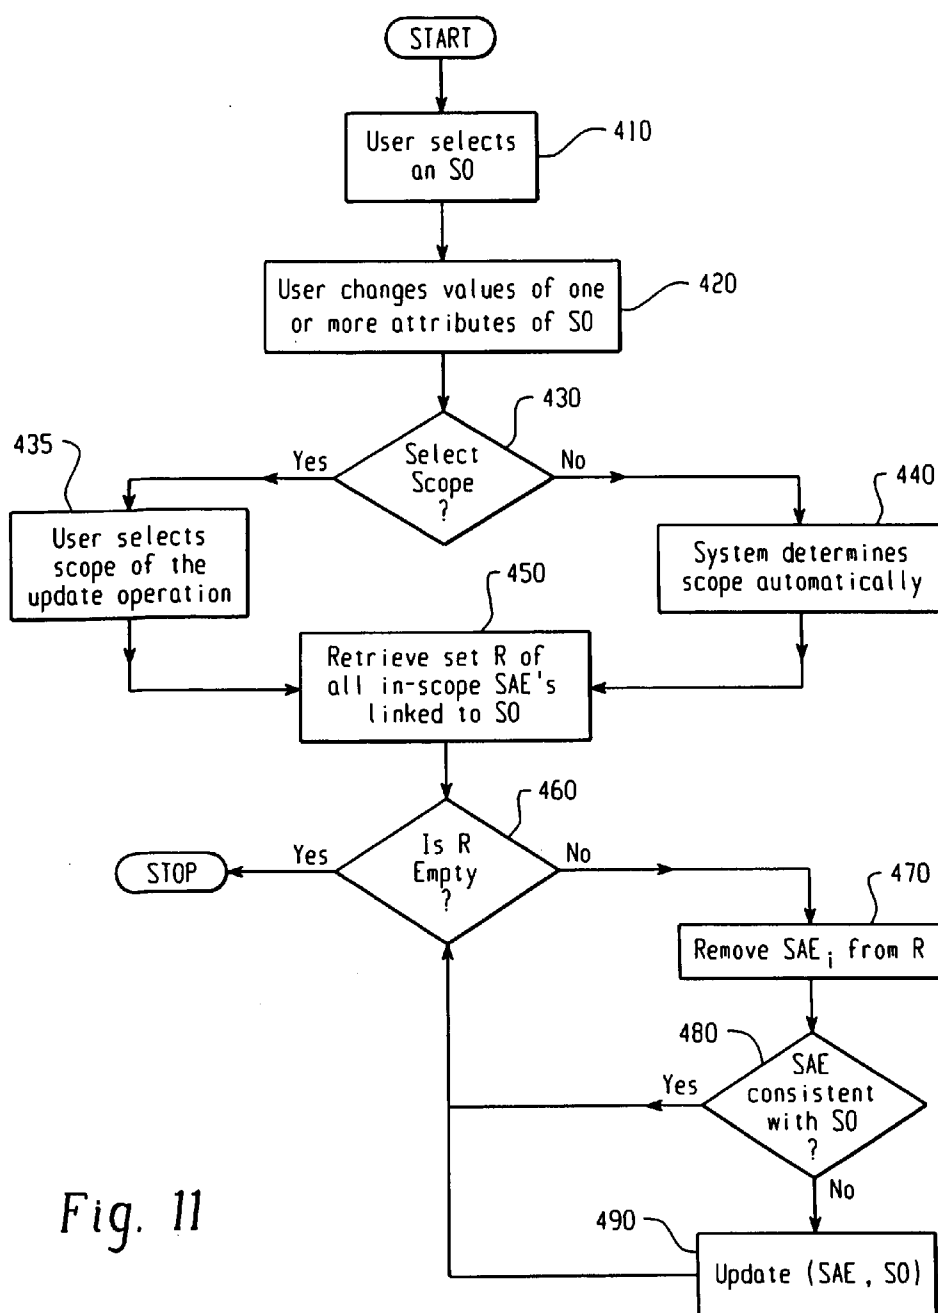 START
User selects
an SO
410
User changes values of one
or more attributes of SO
420
430
Select
Scope
?
Yes
No
435
User selects
scope of the
update operation
440
System determines
scope automatically
450
Retrieve set R of
all in-scope SAE's
linked to SO
460
Is R
Empty
?
Yes
No
STOP
470
Remove SAEi from R
480
SAE
consistent
with SO
?
Yes
No
490
Update (SAE, SO)
Fig. 11